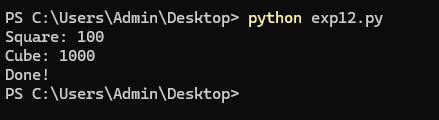 PS C:\Users\Admin\Desktop> python exp12.py
Square: 100
Cube: 1000
Done!
PS C:\Users\Admin\Desktop>